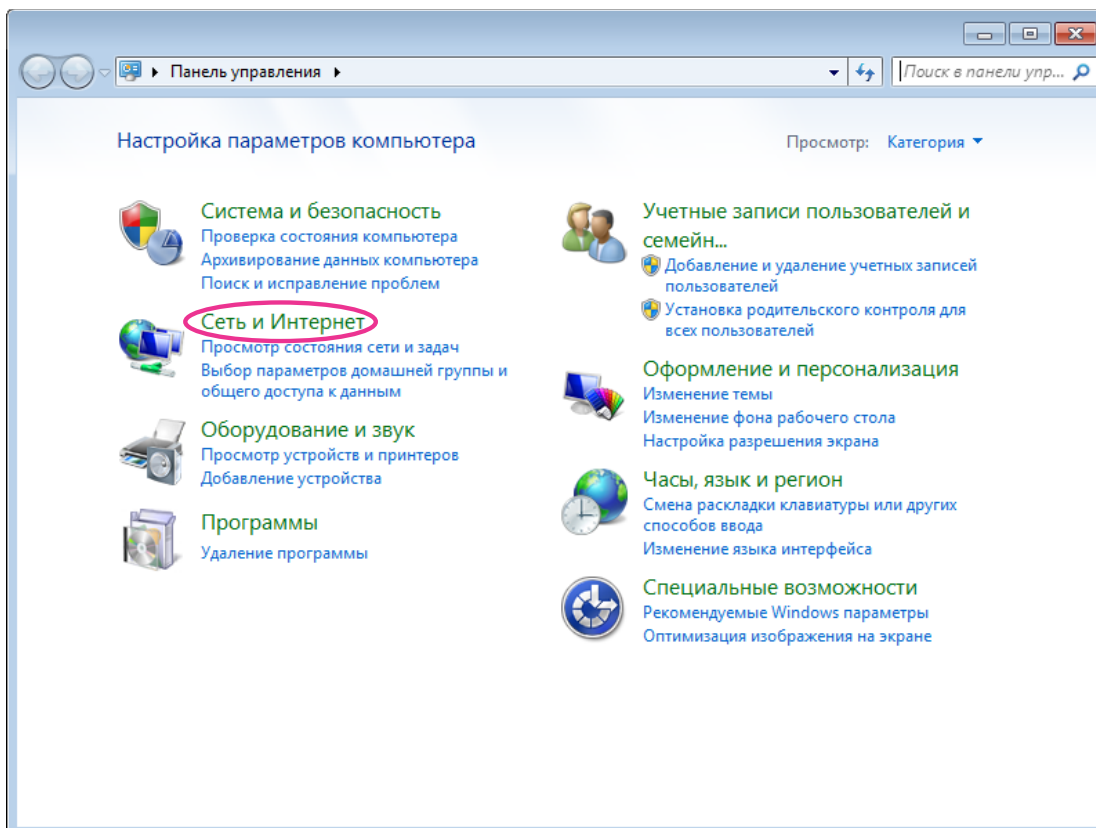 Панель управления
Поиск в панели упр...
Настройка параметров компьютера
Просмотр: Категория
Система и безопасность
Проверка состояния компьютера
Архивирование данных компьютера
Поиск и исправление проблем
Сеть и Интернет
Просмотр состояния сети и задач
Выбор параметров домашней группы и
общего доступа к данным
Оборудование и звук
Просмотр устройств и принтеров
Добавление устройства
Программы
Удаление программы
Учетные записи пользователей и
семейн...
Добавление и удаление учетных записей
пользователей
Установка родительского контроля для
всех пользователей
Оформление и персонализация
Изменение темы
Изменение фона рабочего стола
Настройка разрешения экрана
Часы, язык и регион
Смена раскладки клавиатуры или других
способов ввода
Изменение языка интерфейса
Специальные возможности
Рекомендуемые Windows параметры
Оптимизация изображения на экране